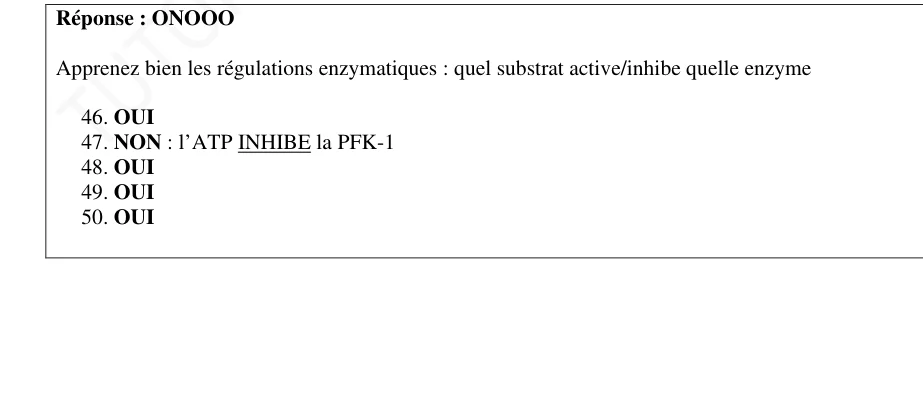 Réponse : ONOOO
Apprenez bien les régulations enzymatiques : quel substrat active/inhibe quelle enzyme
46. OUI
47. NON : l'ATP INHIBE la PFK-1
48. OUI
49. OUI
50. OUI